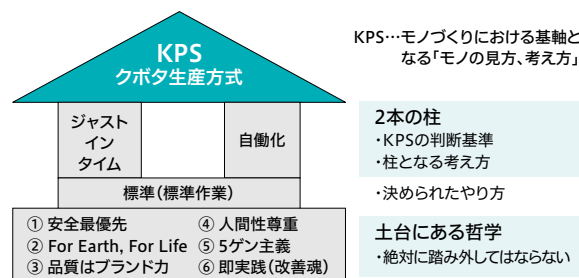 KPS
クボタ生産方式
KPS…モノづくりにおける基軸と
なる「モノの見方、考え方」
ジャスト
イン
タイム
自働化
2本の柱
・KPSの判断基準
・柱となる考え方
標準(標準作業)
・決められたやり方
① 安全最優先
② For Earth, For Life
③ 品質はブランド力
④ 人間性尊重
⑤ 5ゲン主義
⑥ 即実践(改善魂)
土台にある哲学
・絶対に踏み外してはならない